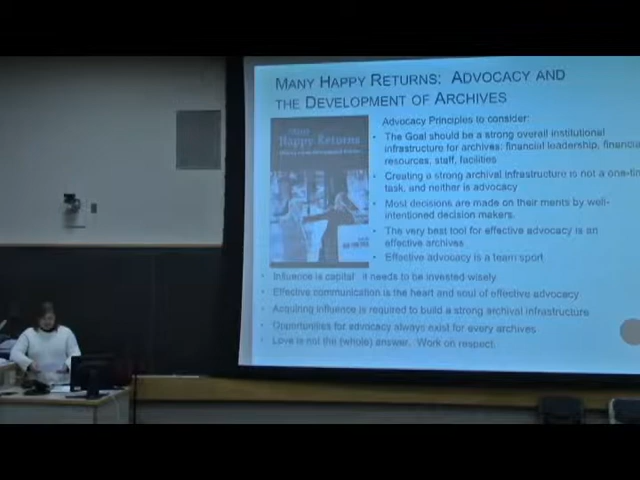 MANY HAPPY RETURNS: ADVOCACY AND
THE DEVELOPMENT OF ARCHIVES
Many
Happy Returns
Advocacy Principles to consider:
• The Goal should be a strong overall institutional
infrastructure for archives: financial leadership, financial
resources, staff, facilities
• Creating a strong archival infrastructure is not a one-tim
task, and neither is advocacy
• Most decisions are made on their merits by well-
intentioned decision makers.
• The very best tool for effective advocacy is an
effective archives
• Effective advocacy is a team sport
• Influence is capital it needs to be invested wisely
• Effective communication is the heart and soul of effective advocacy
• Acquiring influence is required to build a strong archival infrastructure
• Opportunities for advocacy always exist for every archives
• Love is not the (whole) answer. Work on respect.